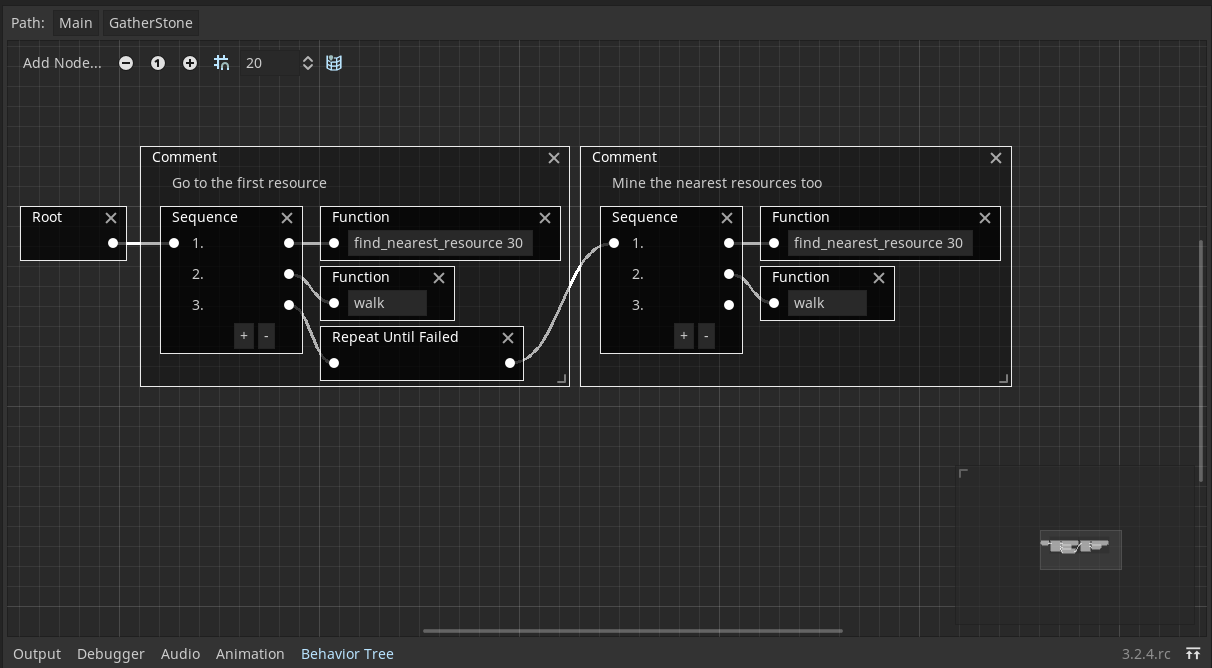 Path: Main GatherStone
Add Node... 1 20
Comment
Go to the first resource
Comment
Mine the nearest resources too
Root
Sequence
1.
2.
3.
+ -
Function
find_nearest_resource 30
Function
walk
Repeat Until Failed
Sequence
1.
2.
3.
+ -
Function
find_nearest_resource 30
Function
walk
Output Debugger Audio Animation Behavior Tree 3.2.4.rc